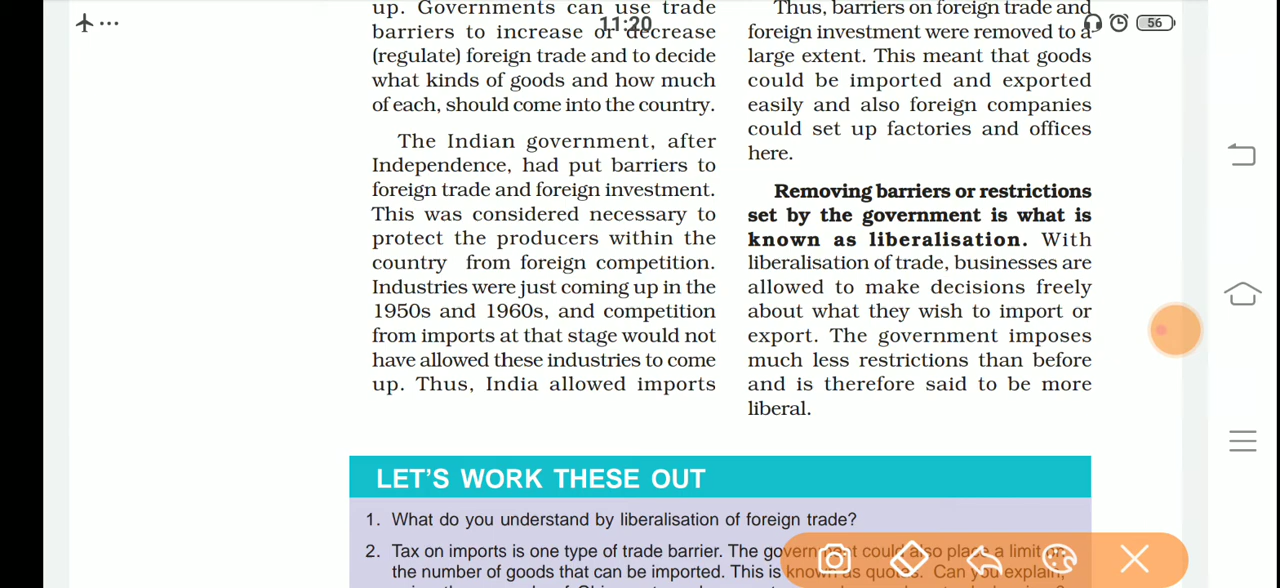 11:20
56
up. Governments can use trade
barriers to increase or decrease
(regulate) foreign trade and to decide
what kinds of goods and how much
of each, should come into the country.
The Indian government, after
Independence, had put barriers to
foreign trade and foreign investment.
This was considered necessary to
protect the producers within the
country from foreign competition.
Industries were just coming up in the
1950s and 1960s, and competition
from imports at that stage would not
have allowed these industries to come
up. Thus, India allowed imports
Thus, barriers on foreign trade and
foreign investment were removed to a
large extent. This meant that goods
could be imported and exported
easily and also foreign companies
could set up factories and offices
here.
Removing barriers or restrictions
set by the government is what is
known as liberalisation. With
liberalisation of trade, businesses are
allowed to make decisions freely
about what they wish to import or
export. The government imposes
much less restrictions than before
and is therefore said to be more
liberal.
LET'S WORK THESE OUT
1. What do you understand by liberalisation of foreign trade?
2. Tax on imports is one type of trade barrier. The government could also place a limit on
the number of goods that can be imported. This is known as quotas. Can you explain,